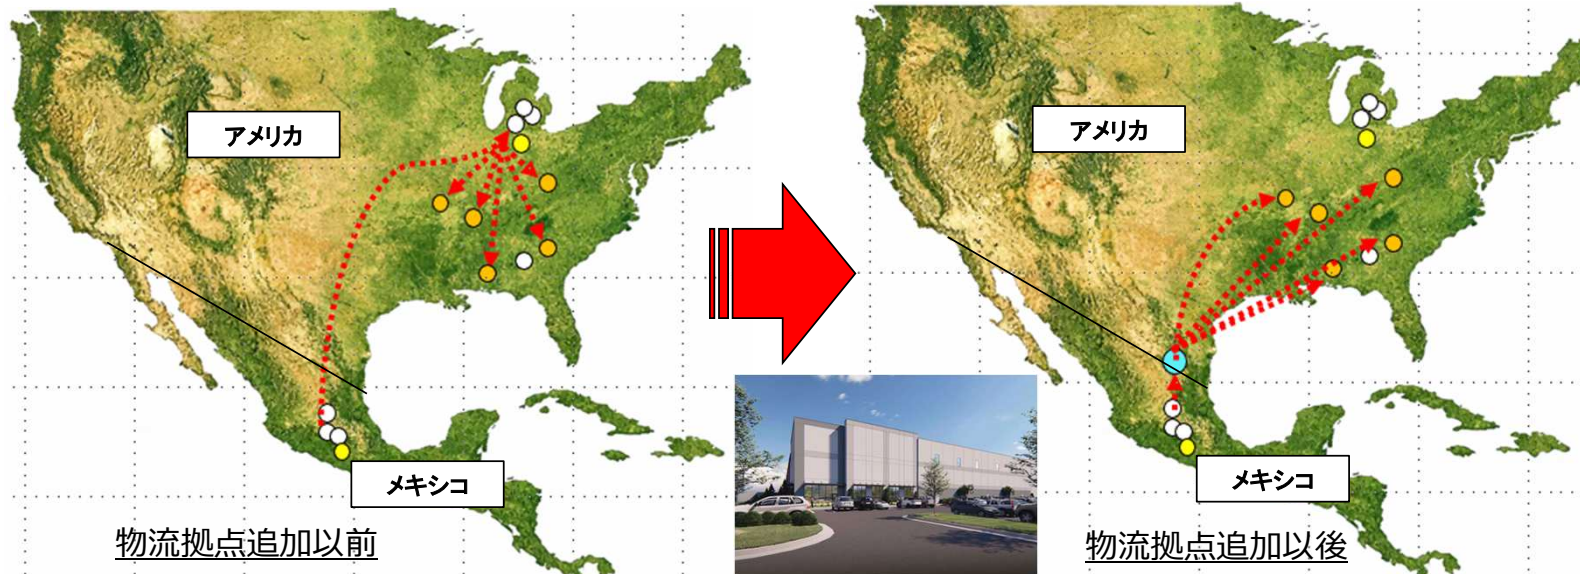 アメリカ
メキシコ
物流拠点追加以前
アメリカ
メキシコ
物流拠点追加以後